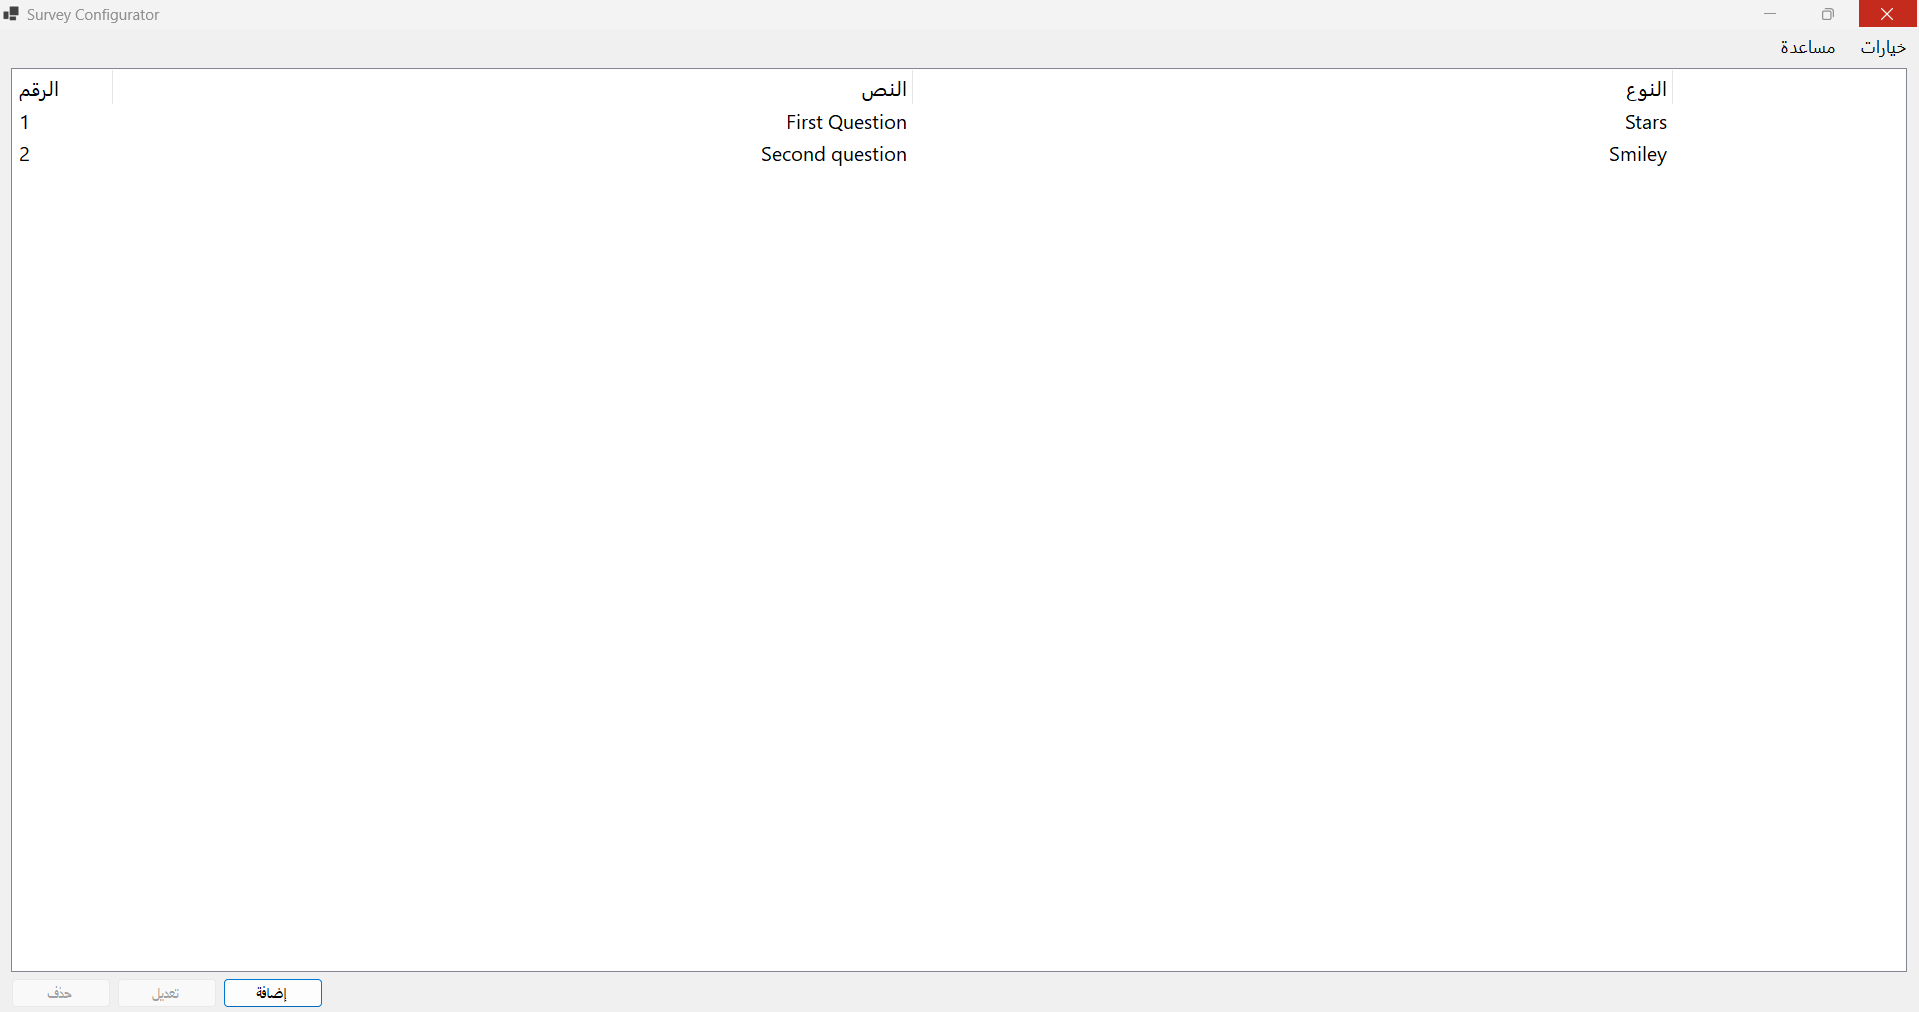 Survey Configurator
خيارات مساعدة
الرقم النص النوع
1 First Question Stars
2 Second question Smiley
حذف تعديل إضافة